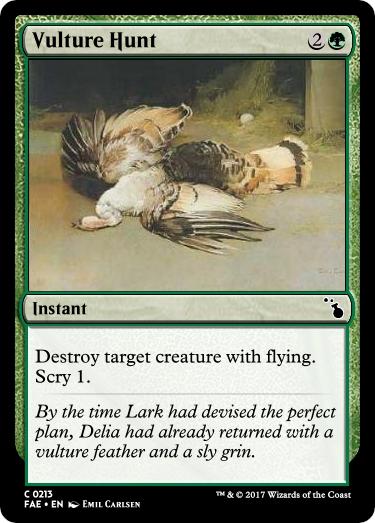 Vulture Hunt 2
Instant
Destroy target creature with flying.
Scry 1.
By the time Lark had devised the perfect
plan, Delia had already returned with a
vulture feather and a sly grin.
C 0213
FAE • EN EMIL CARLSEN
™ & © 2017 Wizards of the Coast